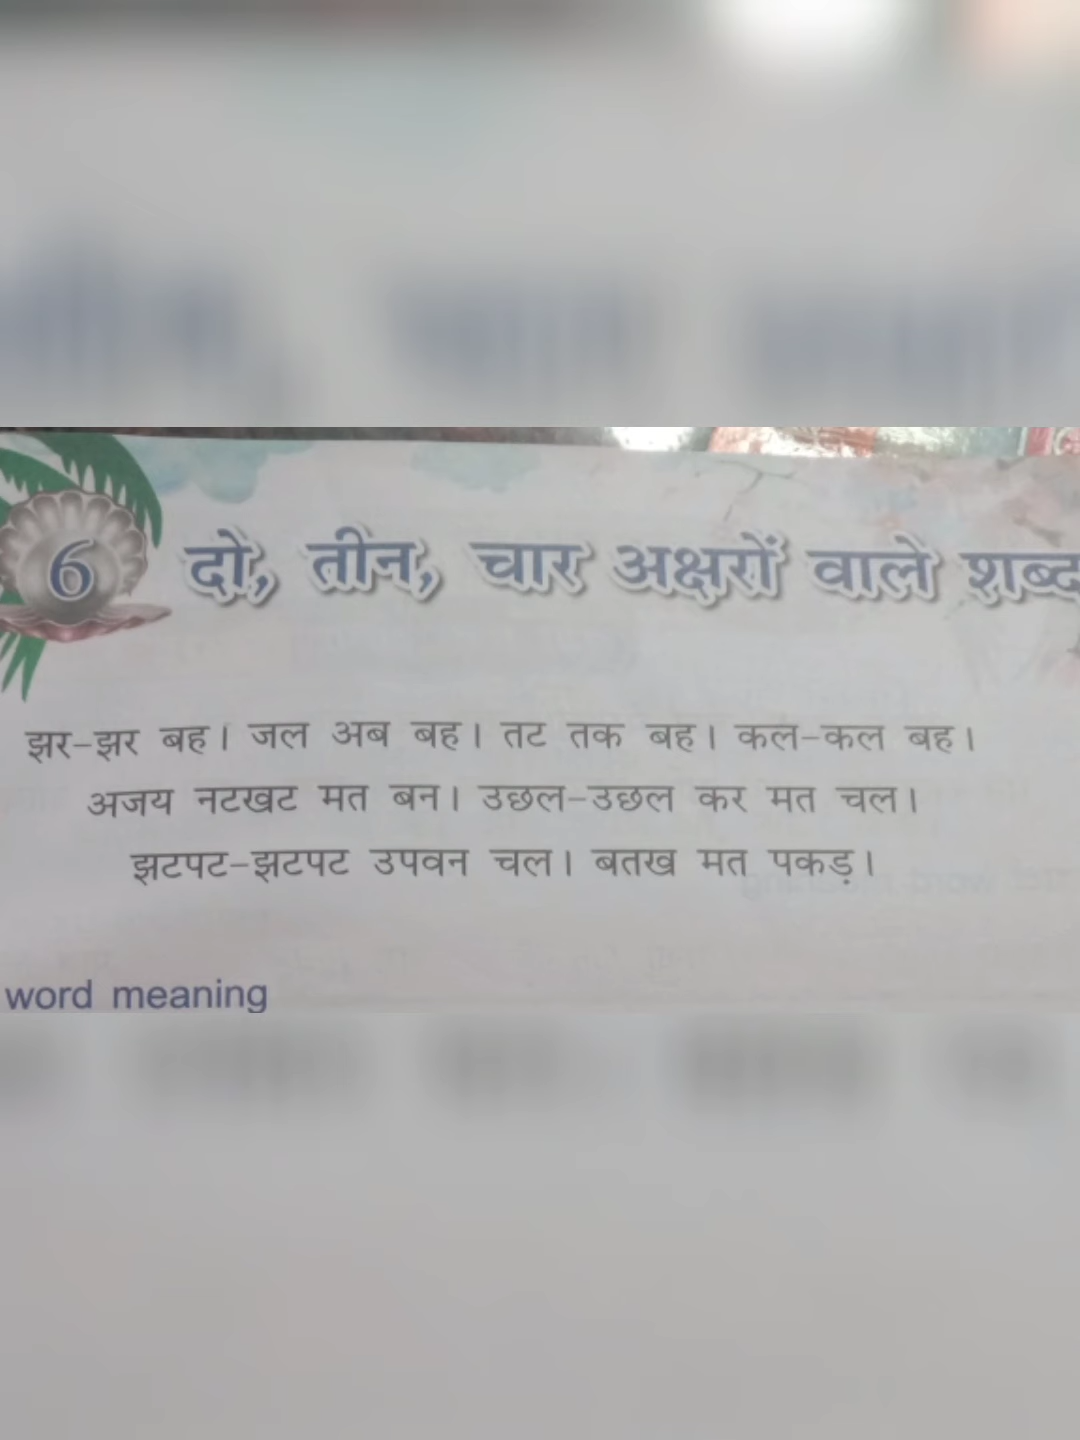 6 दो, तीन, चार अक्षरों वाले शब्द
झर-झर बह। जल अब बह। तट तक बह। कल-कल बह।
अजय नटखट मत बन। उछल-उछल कर मत चल।
झटपट-झटपट उपवन चल। बतख मत पकड़।
word meaning